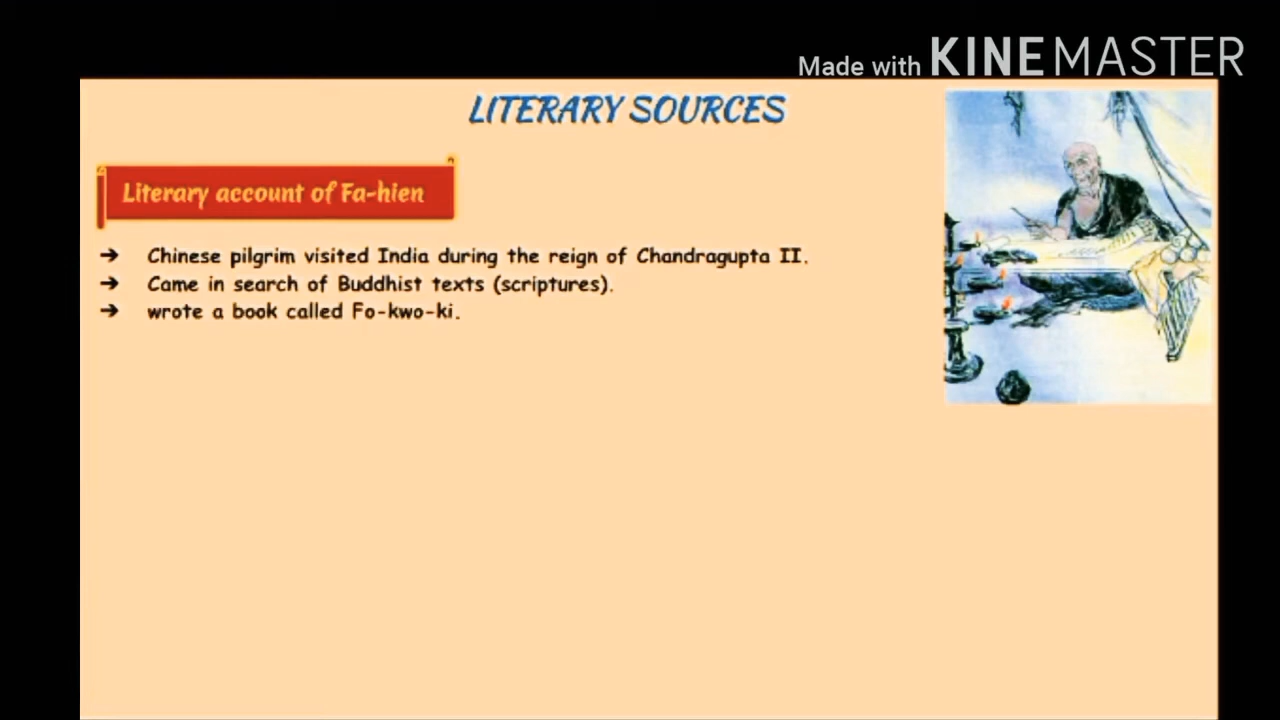 Made with KINEMASTER
LITERARY SOURCES
Literary account of Fa-hien
➔ Chinese pilgrim visited India during the reign of Chandragupta II.
➔ Came in search of Buddhist texts (scriptures).
➔ wrote a book called Fo-kwo-ki.